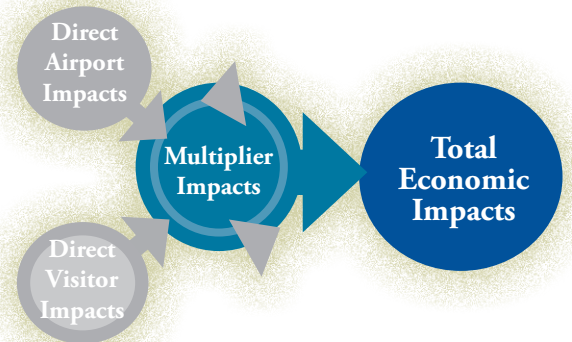 Direct
Airport
Impacts
Multiplier
Impacts
Total
Economic
Impacts
Direct
Visitor
Impacts